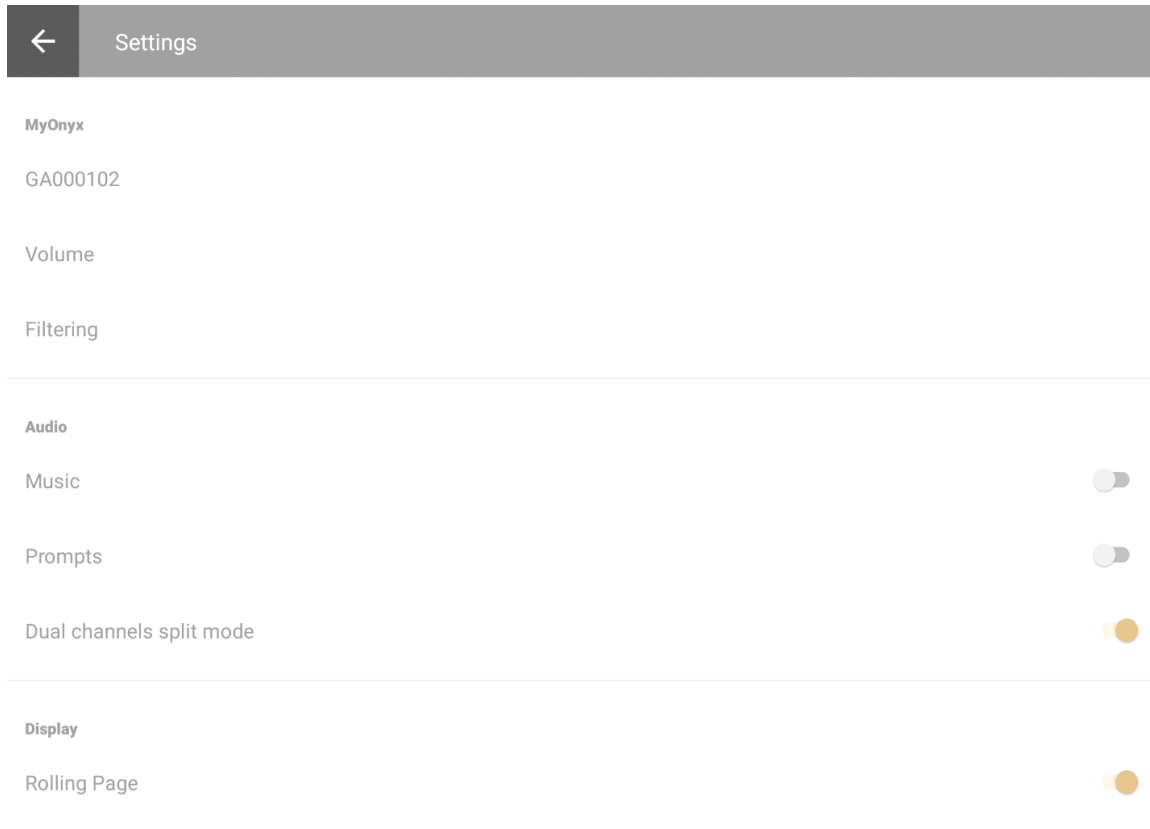 Settings
MyOnyx
GA000102
Volume
Filtering
Audio
Music
Prompts
Dual channels split mode
Display
Rolling Page